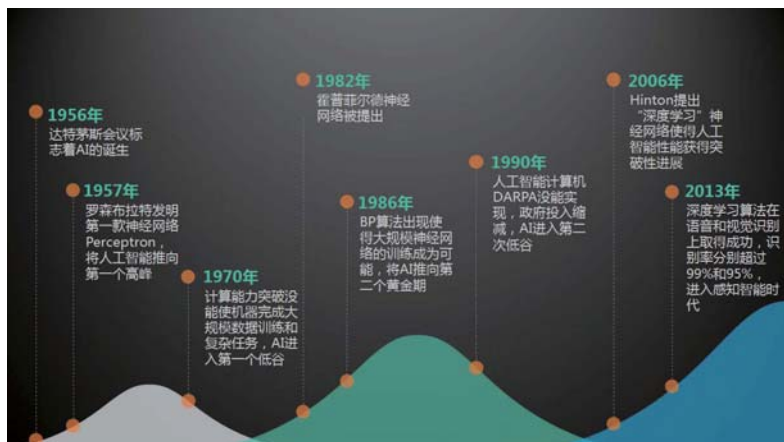 1956年
达特茅斯会议标
志着AI的诞生
1957年
罗森布拉特发明
第一款神经网络
Perceptron，
将人工智能推向
第一个高峰
1970年
计算能力突破没
能使机器完成大
规模数据训练和
复杂任务，AI进
入第一个低谷
1982年
霍普菲尔德神经
网络被提出
1986年
BP算法出现使
得大规模神经网
络的训练成为可
能，将AI推向第
二个黄金期
1990年
人工智能计算机
DARPA没能实
现，政府投入缩
减，AI进入第二
次低谷
2006年
Hinton提出
“深度学习”神
经网络使得人工
智能性能获得突
破性进展
2013年
深度学习算法在
语音和视觉识别
上取得成功，识
别率分别超过
99%和95%，
进入感知智能时
代